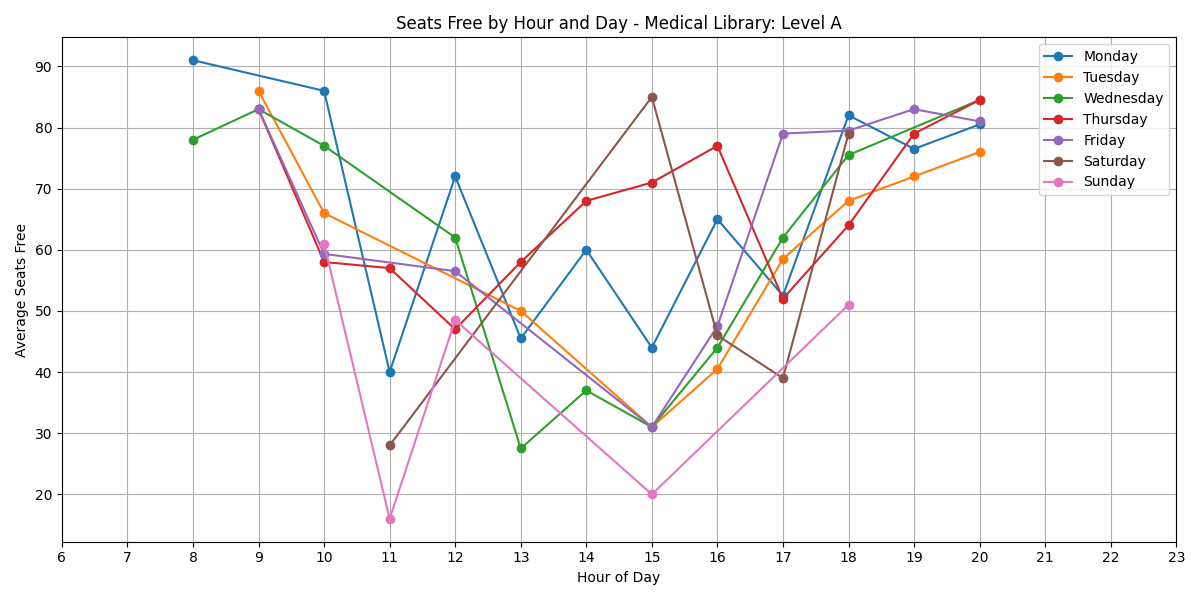 Seats Free by Hour and Day - Medical Library: Level A
Average Seats Free
90
80
70
60
50
40
30
20
Monday
Tuesday
Wednesday
Thursday
Friday
Saturday
Sunday
6 7 8 9 10 11 12 13 14 15 16 17 18 19 20 21 22 23
Hour of Day